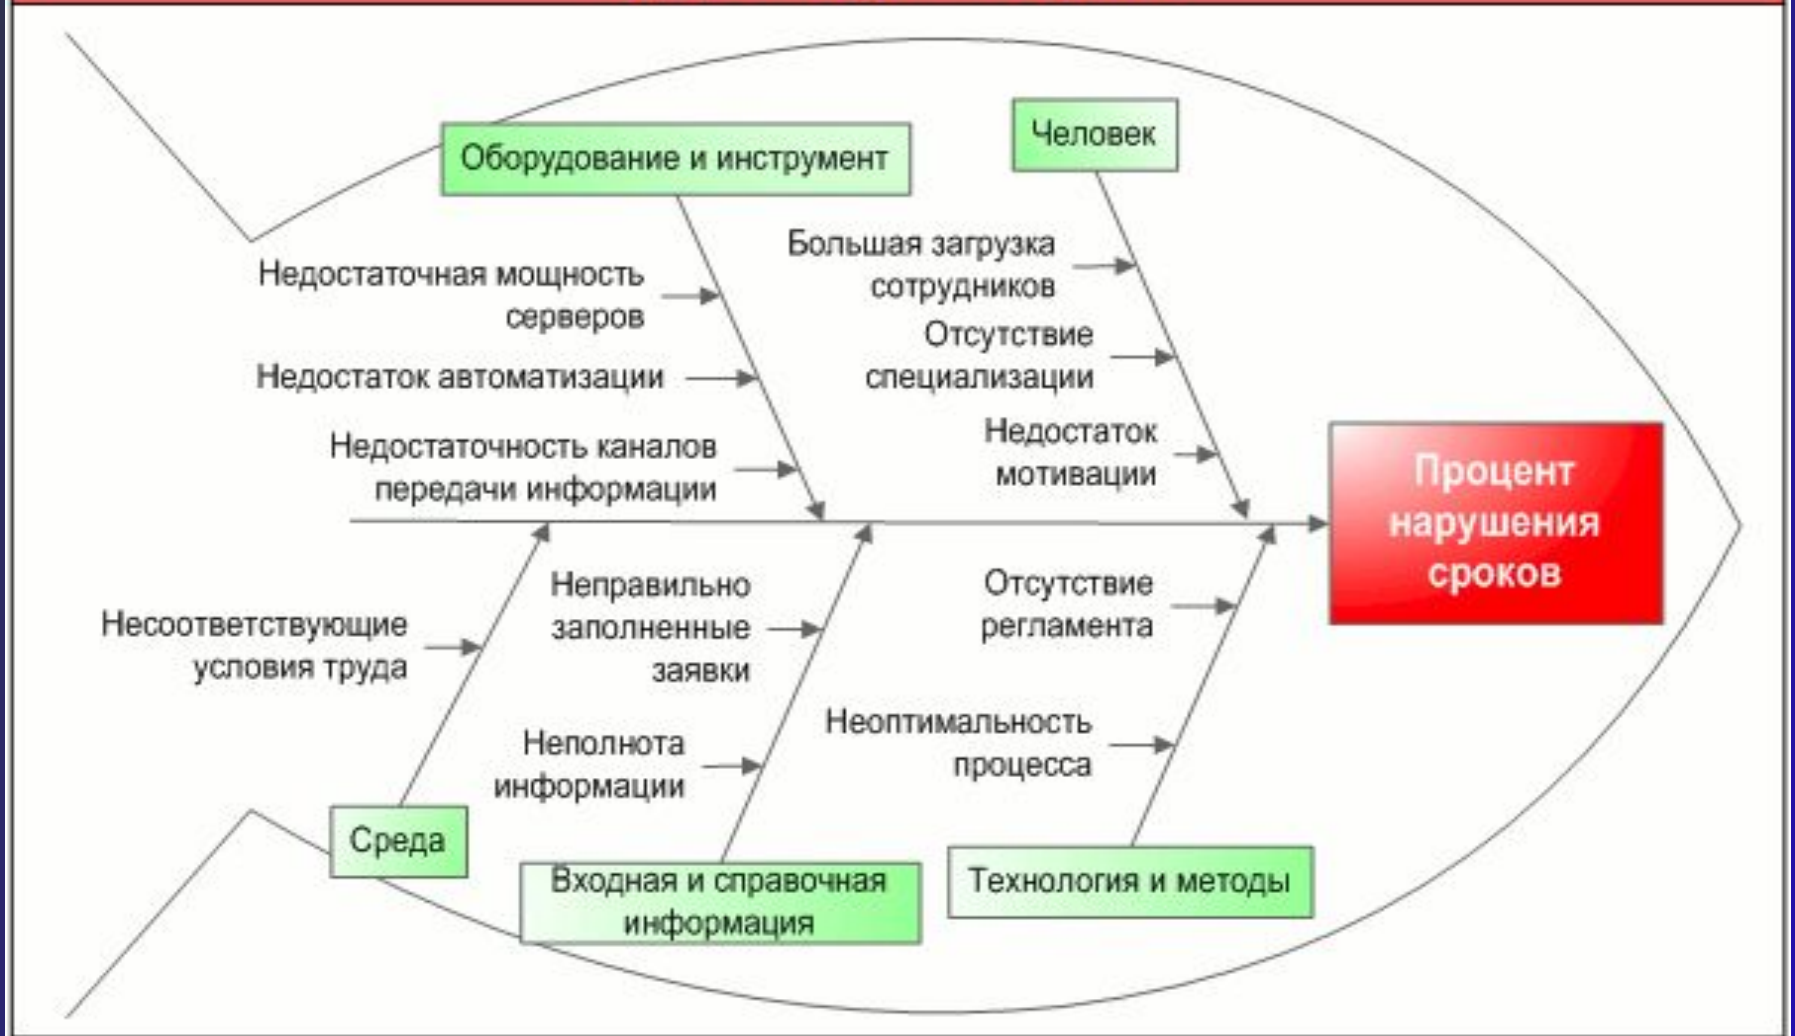 Оборудование и инструмент
Человек
Недостаточная мощность
серверов
Недостаток автоматизации
Недостаточность каналов
передачи информации
Большая загрузка
сотрудников
Отсутствие
специализации
Недостаток
мотивации
Процент
нарушения
сроков
Несоответствующие
условия труда
Неправильно
заполненные
заявки
Неполнота
информации
Отсутствие
регламента
Неоптимальность
процесса
Среда
Входная и справочная
информация
Технология и методы